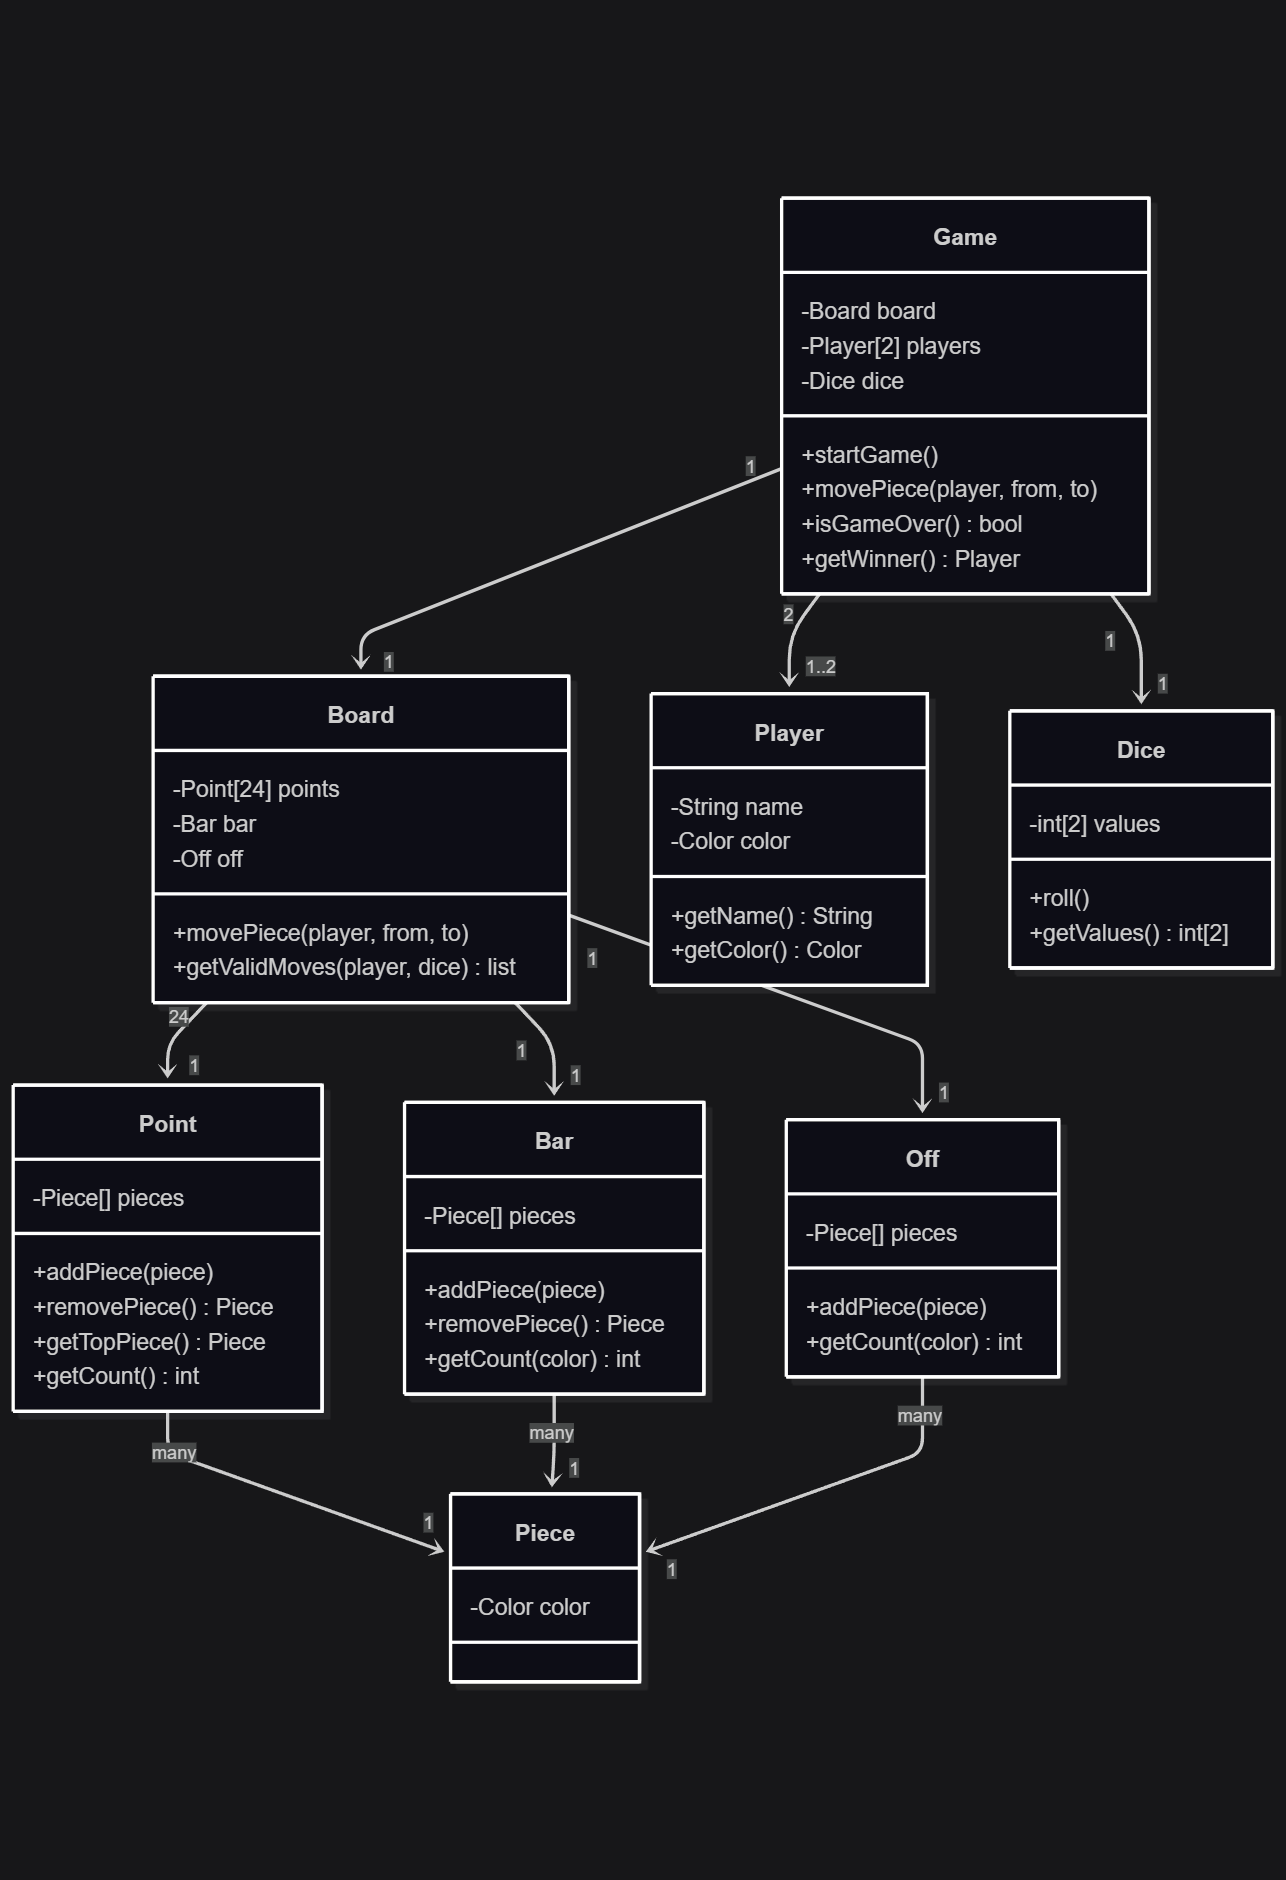 Game
-Board board
-Player[2] players
-Dice dice
+startGame()
+movePiece(player, from, to)
+isGameOver() : bool
+getWinner() : Player
1
1
2
1..2
1
1
Board
-Point[24] points
-Bar bar
-Off off
+movePiece(player, from, to)
+getValidMoves(player, dice) : list
Player
-String name
-Color color
+getName() : String
+getColor() : Color
Dice
-int[2] values
+roll()
+getValues() : int[2]
24
1
1
1
1
1
Point
-Piece[] pieces
+addPiece(piece)
+removePiece() : Piece
+getTopPiece() : Piece
+getCount() : int
Bar
-Piece[] pieces
+addPiece(piece)
+removePiece() : Piece
+getCount(color) : int
Off
-Piece[] pieces
+addPiece(piece)
+getCount(color) : int
many
1
many
1
many
1
Piece
-Color color